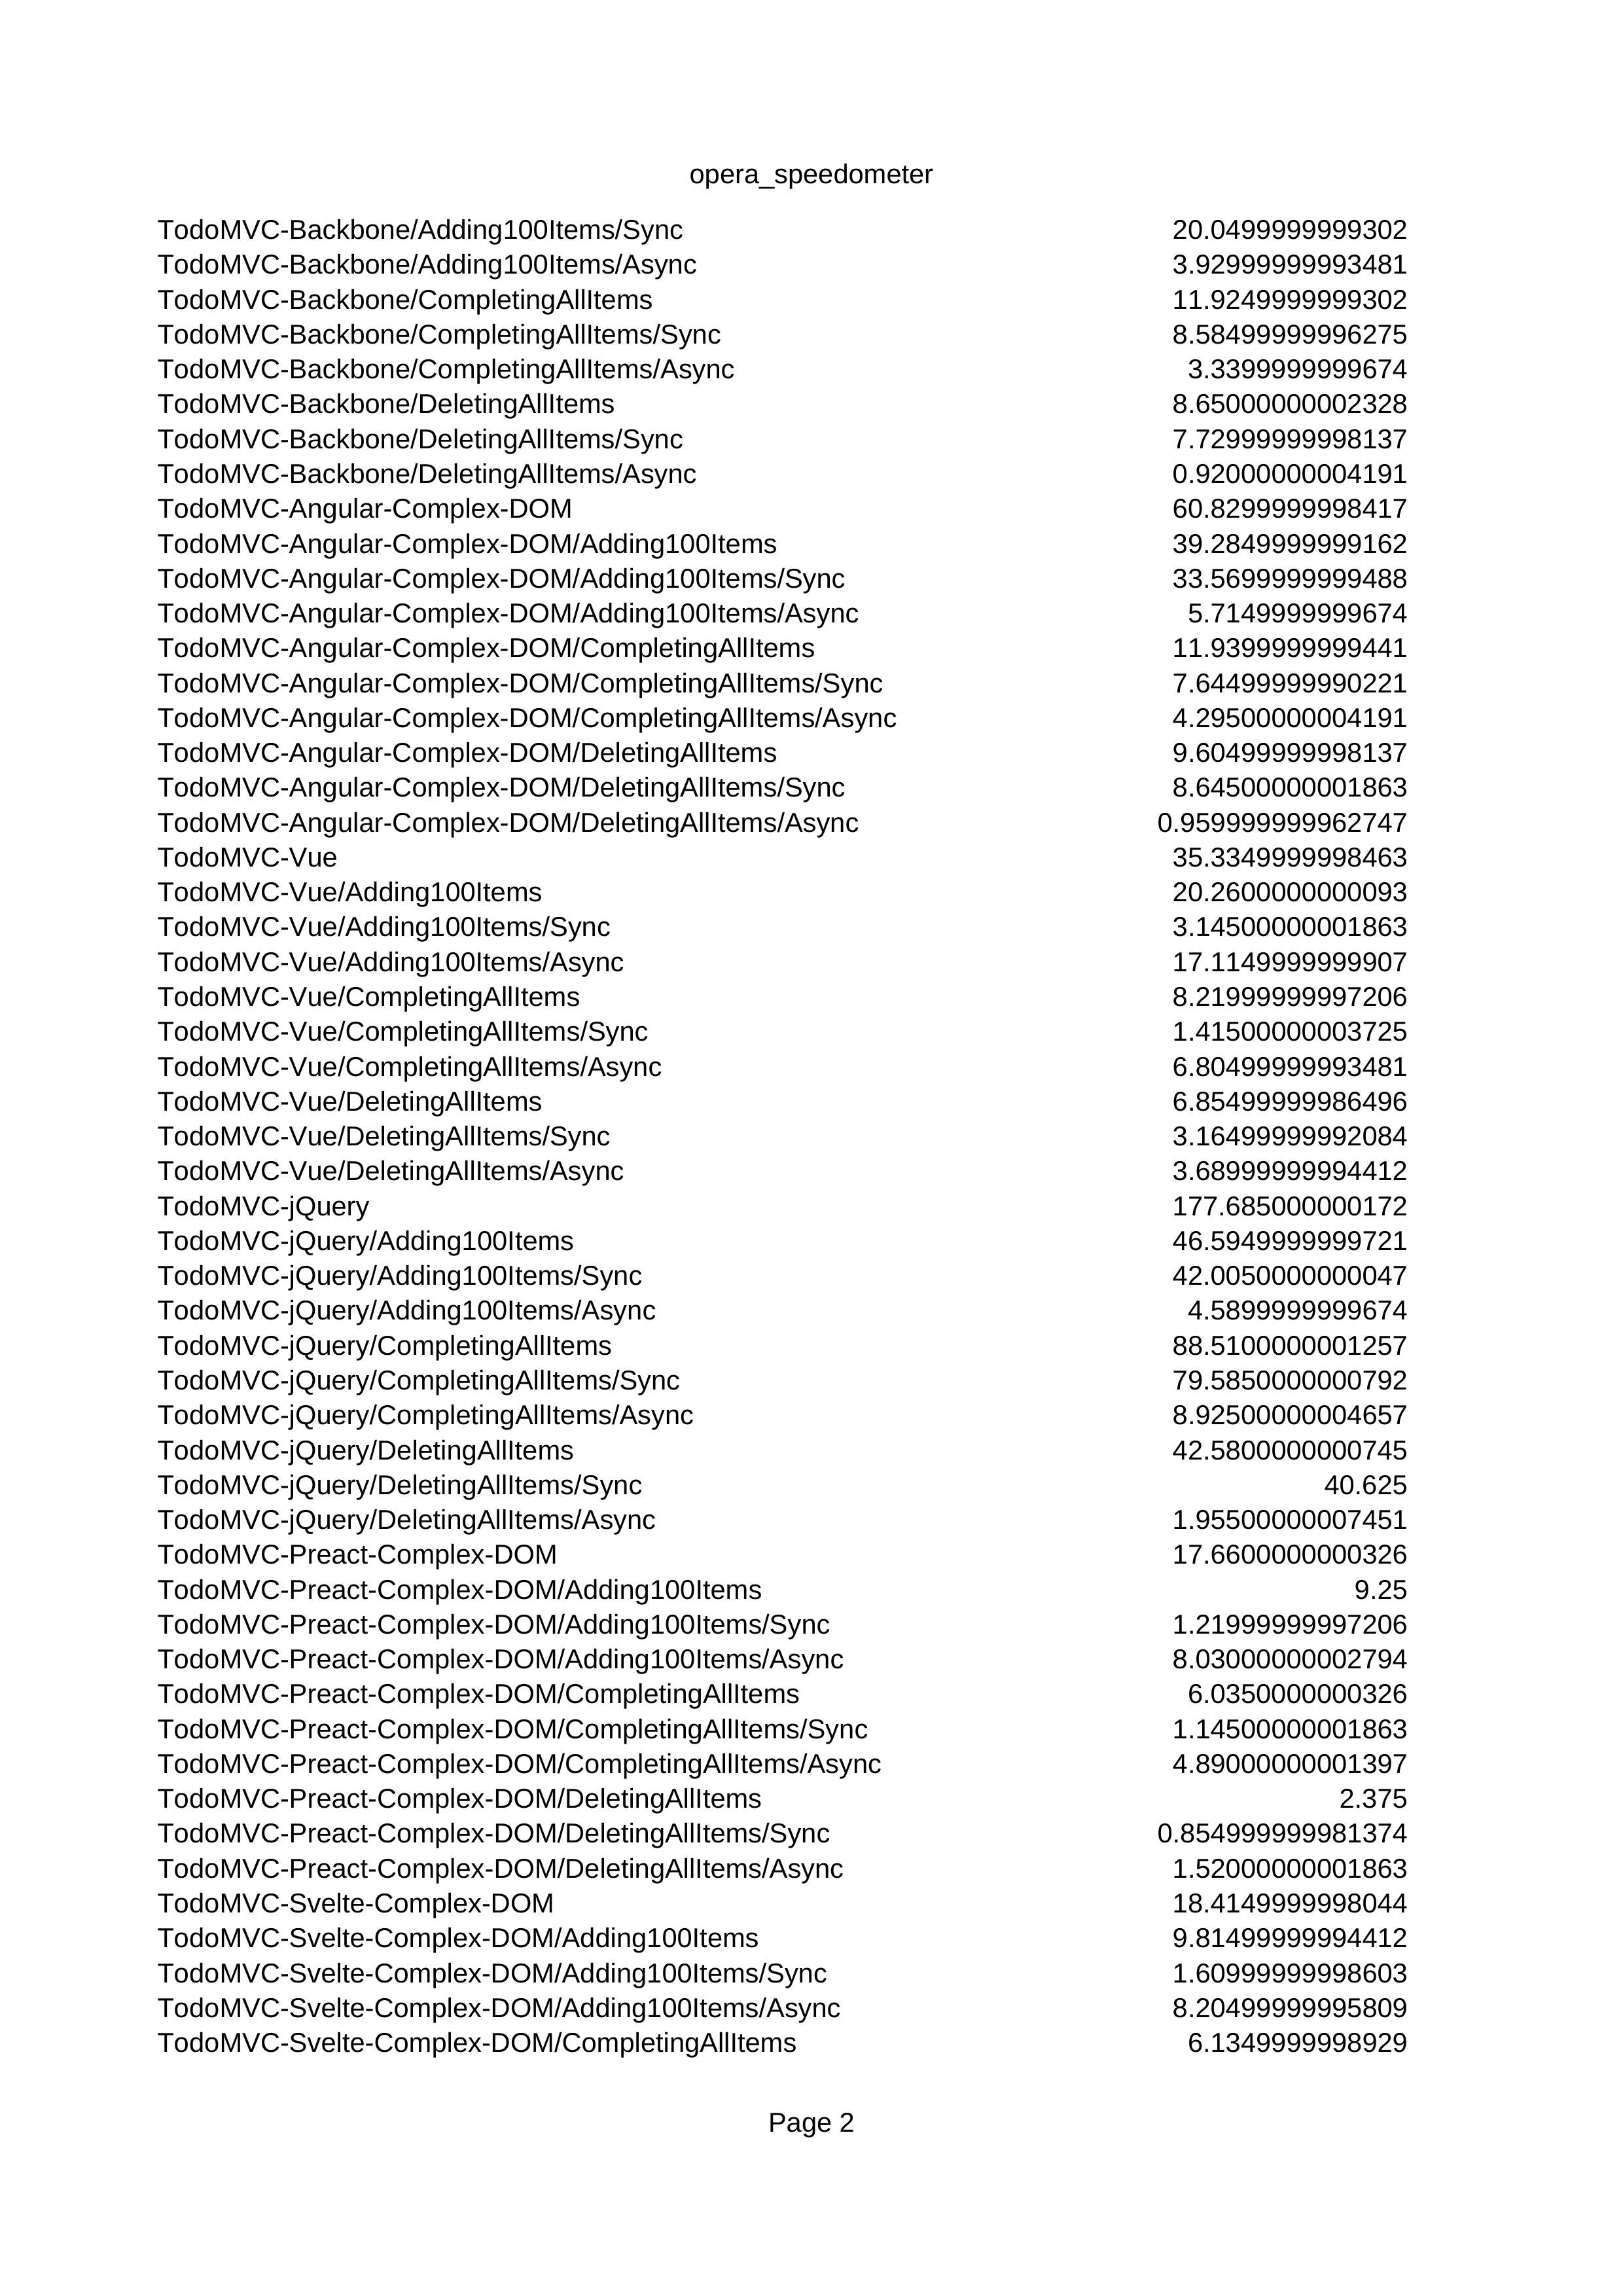 opera_speedometer
TodoMVC-Backbone/Adding100Items/Sync 20.0499999999302
TodoMVC-Backbone/Adding100Items/Async 3.92999999993481
TodoMVC-Backbone/CompletingAllItems 11.9249999999302
TodoMVC-Backbone/CompletingAllItems/Sync 8.58499999996275
TodoMVC-Backbone/CompletingAllItems/Async 3.3399999999674
TodoMVC-Backbone/DeletingAllItems 8.65000000002328
TodoMVC-Backbone/DeletingAllItems/Sync 7.72999999998137
TodoMVC-Backbone/DeletingAllItems/Async 0.92000000004191
TodoMVC-Angular-Complex-DOM 60.8299999998417
TodoMVC-Angular-Complex-DOM/Adding100Items 39.2849999999162
TodoMVC-Angular-Complex-DOM/Adding100Items/Sync 33.5699999999488
TodoMVC-Angular-Complex-DOM/Adding100Items/Async 5.7149999999674
TodoMVC-Angular-Complex-DOM/CompletingAllItems 11.9399999999441
TodoMVC-Angular-Complex-DOM/CompletingAllItems/Sync 7.64499999990221
TodoMVC-Angular-Complex-DOM/CompletingAllItems/Async 4.29500000004191
TodoMVC-Angular-Complex-DOM/DeletingAllItems 9.60499999998137
TodoMVC-Angular-Complex-DOM/DeletingAllItems/Sync 8.64500000001863
TodoMVC-Angular-Complex-DOM/DeletingAllItems/Async 0.959999999962747
TodoMVC-Vue 35.3349999998463
TodoMVC-Vue/Adding100Items 20.2600000000093
TodoMVC-Vue/Adding100Items/Sync 3.14500000001863
TodoMVC-Vue/Adding100Items/Async 17.1149999999907
TodoMVC-Vue/CompletingAllItems 8.21999999997206
TodoMVC-Vue/CompletingAllItems/Sync 1.41500000003725
TodoMVC-Vue/CompletingAllItems/Async 6.80499999993481
TodoMVC-Vue/DeletingAllItems 6.85499999986496
TodoMVC-Vue/DeletingAllItems/Sync 3.16499999992084
TodoMVC-Vue/DeletingAllItems/Async 3.68999999994412
TodoMVC-jQuery 177.685000000172
TodoMVC-jQuery/Adding100Items 46.5949999999721
TodoMVC-jQuery/Adding100Items/Sync 42.0050000000047
TodoMVC-jQuery/Adding100Items/Async 4.5899999999674
TodoMVC-jQuery/CompletingAllItems 88.5100000001257
TodoMVC-jQuery/CompletingAllItems/Sync 79.5850000000792
TodoMVC-jQuery/CompletingAllItems/Async 8.92500000004657
TodoMVC-jQuery/DeletingAllItems 42.5800000000745
TodoMVC-jQuery/DeletingAllItems/Sync 40.625
TodoMVC-jQuery/DeletingAllItems/Async 1.95500000007451
TodoMVC-Preact-Complex-DOM 17.6600000000326
TodoMVC-Preact-Complex-DOM/Adding100Items 9.25
TodoMVC-Preact-Complex-DOM/Adding100Items/Sync 1.21999999997206
TodoMVC-Preact-Complex-DOM/Adding100Items/Async 8.03000000002794
TodoMVC-Preact-Complex-DOM/CompletingAllItems 6.0350000000326
TodoMVC-Preact-Complex-DOM/CompletingAllItems/Sync 1.14500000001863
TodoMVC-Preact-Complex-DOM/CompletingAllItems/Async 4.89000000001397
TodoMVC-Preact-Complex-DOM/DeletingAllItems 2.375
TodoMVC-Preact-Complex-DOM/DeletingAllItems/Sync 0.854999999981374
TodoMVC-Preact-Complex-DOM/DeletingAllItems/Async 1.52000000001863
TodoMVC-Svelte-Complex-DOM 18.4149999998044
TodoMVC-Svelte-Complex-DOM/Adding100Items 9.81499999994412
TodoMVC-Svelte-Complex-DOM/Adding100Items/Sync 1.60999999998603
TodoMVC-Svelte-Complex-DOM/Adding100Items/Async 8.20499999995809
TodoMVC-Svelte-Complex-DOM/CompletingAllItems 6.1349999998929
Page 2